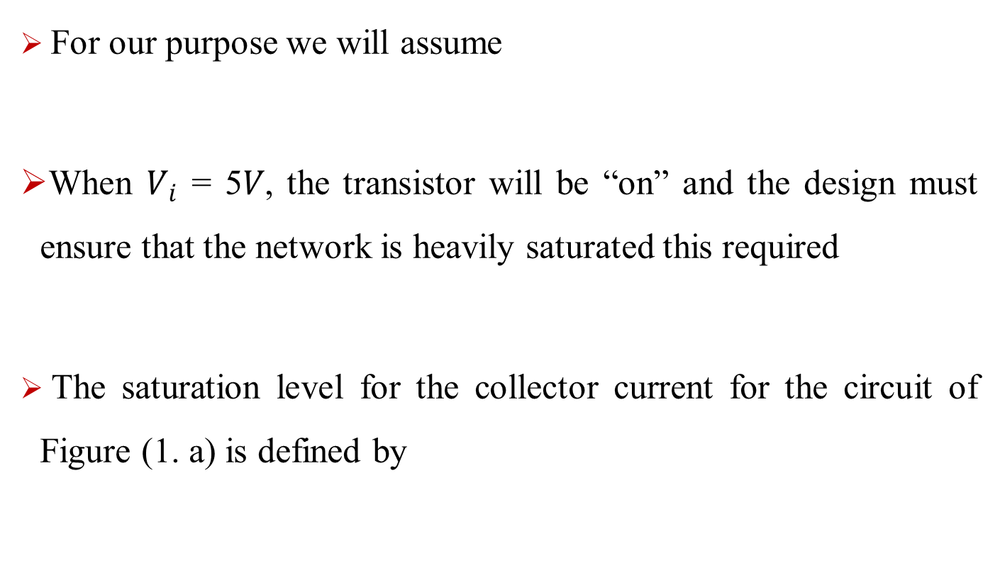 ➢ For our purpose we will assume
➢ When 𝑉ᵢ = 5𝑉, the transistor will be “on” and the design must
ensure that the network is heavily saturated this required
➢ The saturation level for the collector current for the circuit of
Figure (1. a) is defined by